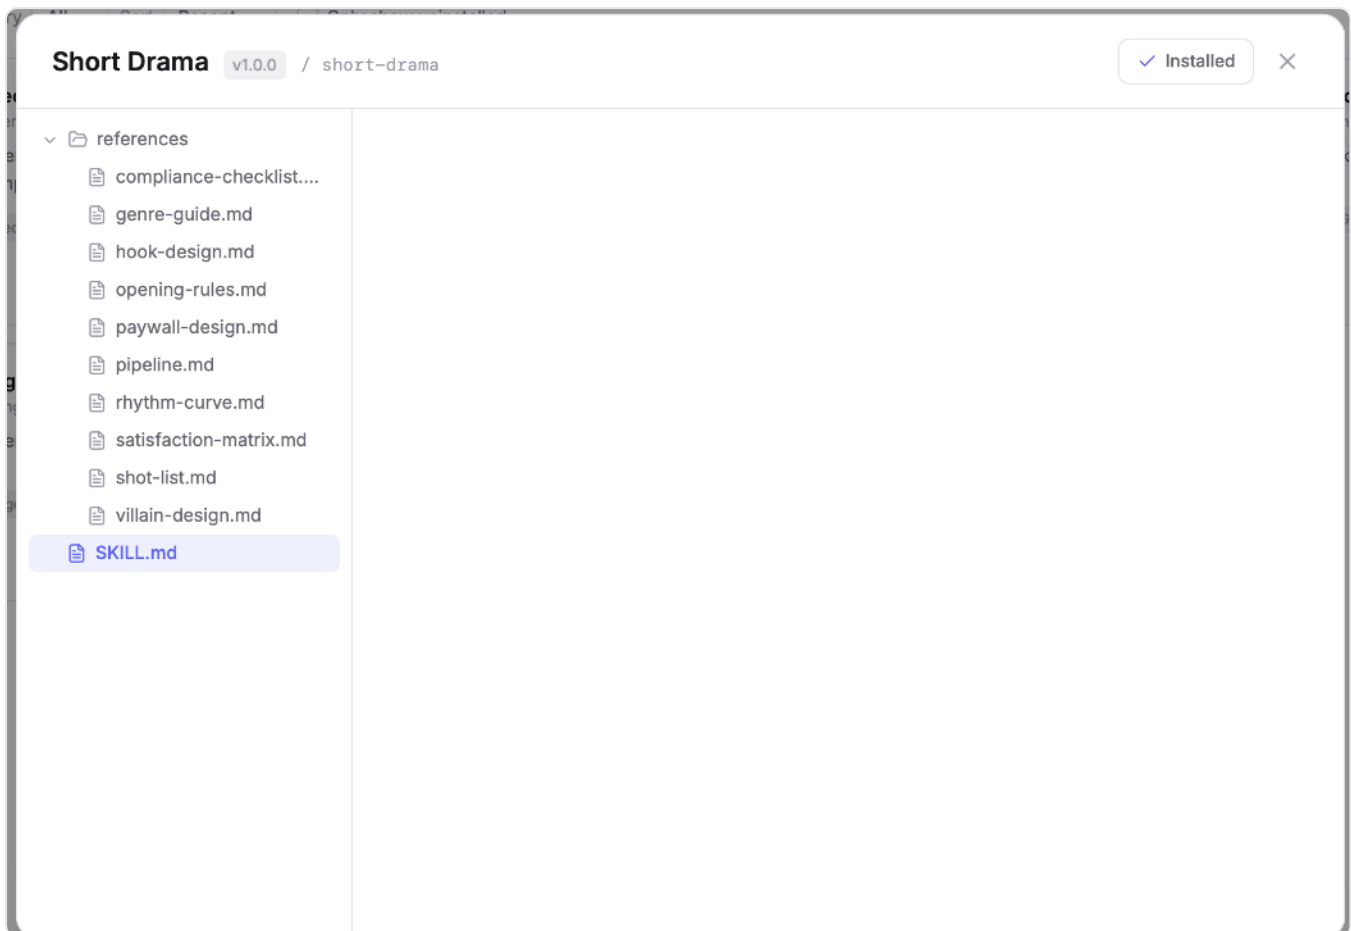 Short Drama v1.0.0 / short-drama
Installed
references
compliance-checklist....
genre-guide.md
hook-design.md
opening-rules.md
paywall-design.md
pipeline.md
rhythm-curve.md
satisfaction-matrix.md
shot-list.md
villain-design.md
SKILL.md